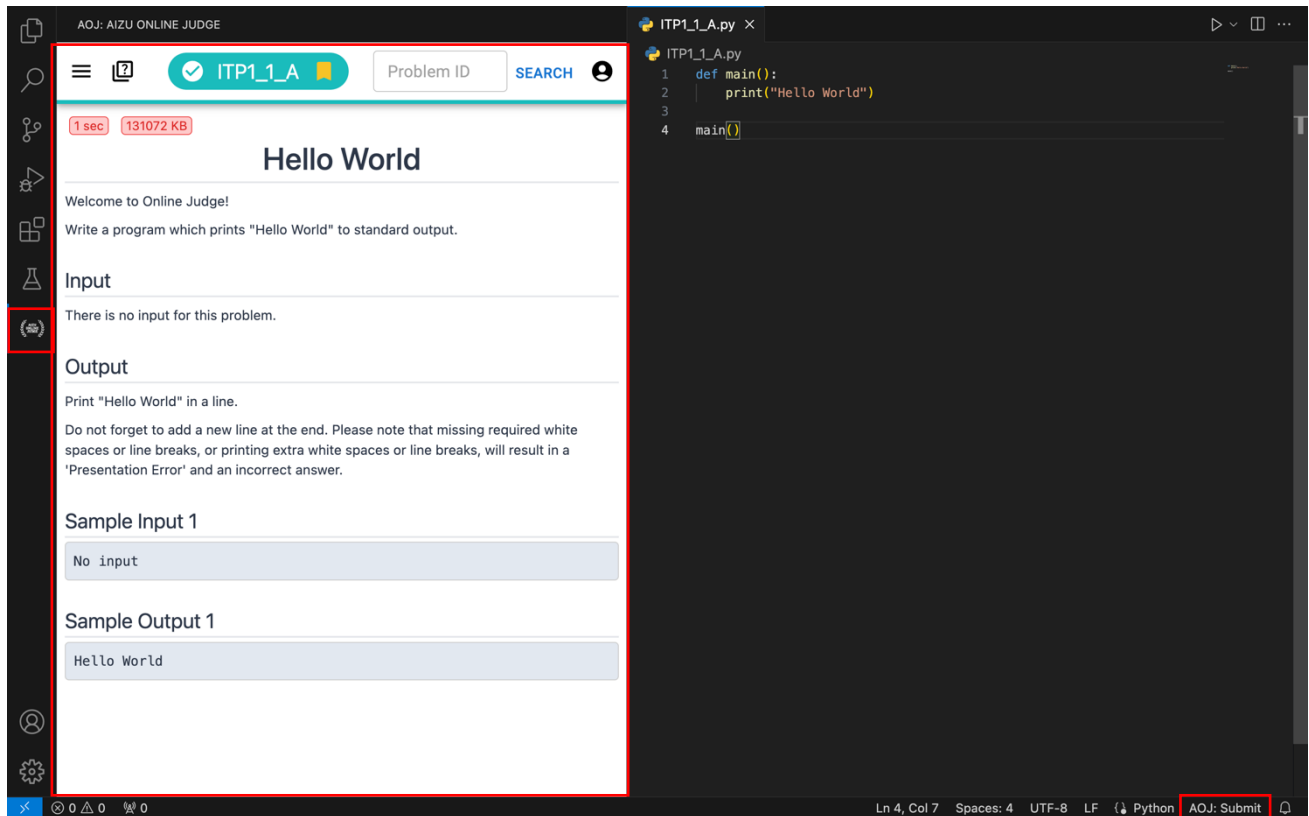 AOJ: AIZU ONLINE JUDGE
ITP1_1_A
Problem ID
SEARCH
1 sec 131072 KB
Hello World
Welcome to Online Judge!
Write a program which prints "Hello World" to standard output.
Input
There is no input for this problem.
Output
Print "Hello World" in a line.
Do not forget to add a new line at the end. Please note that missing required white
spaces or line breaks, or printing extra white spaces or line breaks, will result in a
'Presentation Error' and an incorrect answer.
Sample Input 1
No input
Sample Output 1
Hello World
ITP1_1_A.py
ITP1_1_A.py
1 def main():
2 print("Hello World")
3
4 main()
0 0 0
Ln 4, Col 7 Spaces: 4 UTF-8 LF Python AOJ: Submit